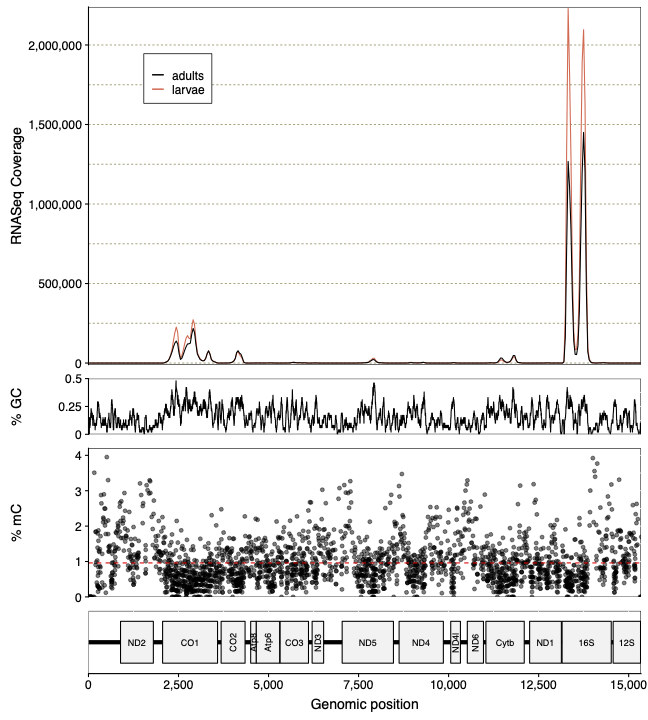 2,000,000
1,500,000
1,000,000
500,000
0
RNASeq Coverage
adults
larvae
0.5
0.25
0
% GC
4
3
2
1
0
% mC
ND2 CO1 CO2 Atp8 Atp6 CO3 ND3 ND5 ND4 ND4l ND6 Cytb ND1 16S 12S
0 2,500 5,000 7,500 10,000 12,500 15,000
Genomic position